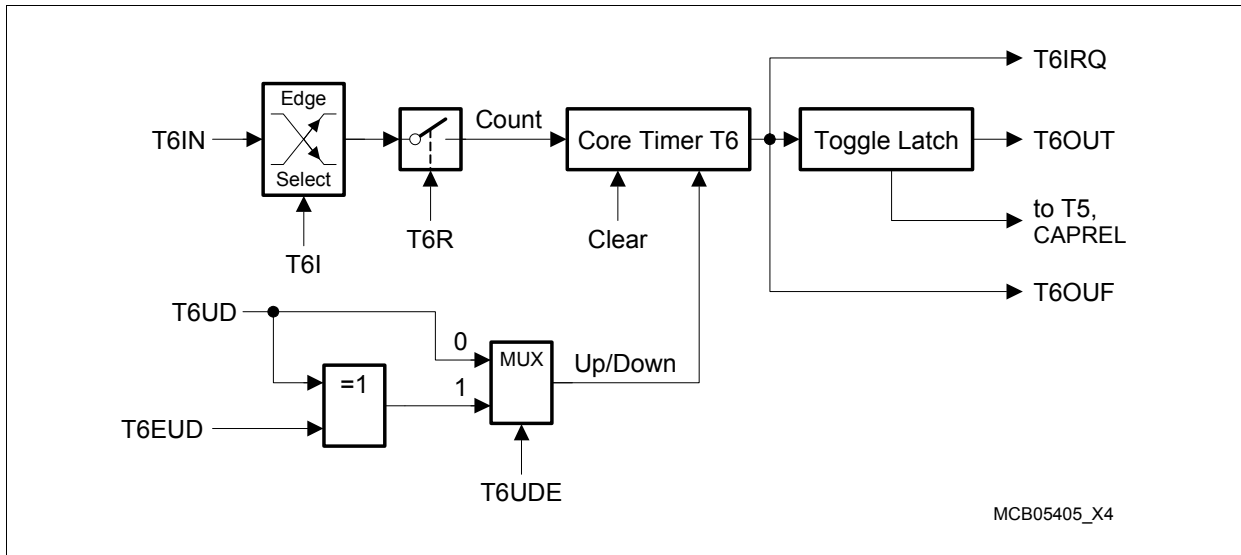 T6IRQ
Edge
Select
T6IN
Count
Core Timer T6
Toggle Latch
T6OUT
T6R
T6I
Clear
to T5,
CAPREL
T6OUF
T6UD
0
1
=1
MUX
Up/Down
T6EUD
T6UDE
MCB05405_X4